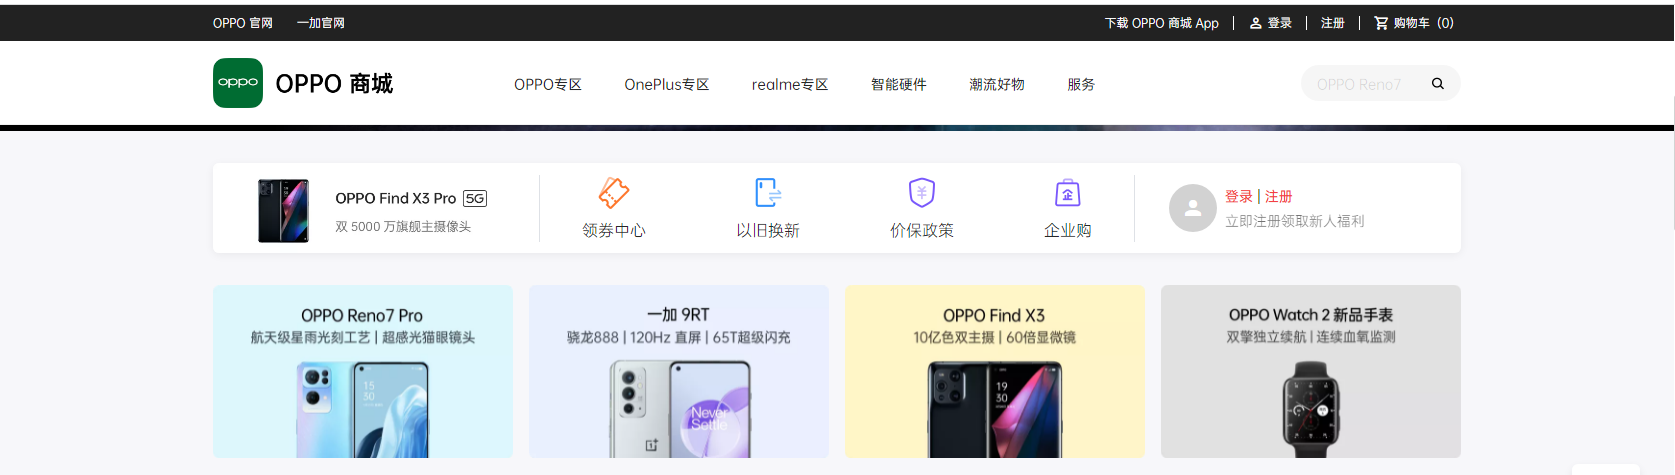 OPPO 官网 一加官网 下载 OPPO 商城 App 登录 注册 购物车（0）
oppo OPPO 商城 OPPO专区 OnePlus专区 realme专区 智能硬件 潮流好物 服务 OPPO Reno7
OPPO Find X3 Pro 5G
双 5000 万旗舰主摄像头
领券中心 以旧换新 价保政策 企业购
登录 | 注册
立即注册领取新人福利
OPPO Reno7 Pro
航天级星雨光刻工艺 | 超感光猫眼镜头
15
30
一加 9RT
骁龙888 | 120Hz 直屏 | 65T超级闪充
Never
Settle
OPPO Find X3
10亿色双主摄 | 60倍显微镜
19
30
OPPO Watch 2 新品手表
双擎独立续航 | 连续血氧监测